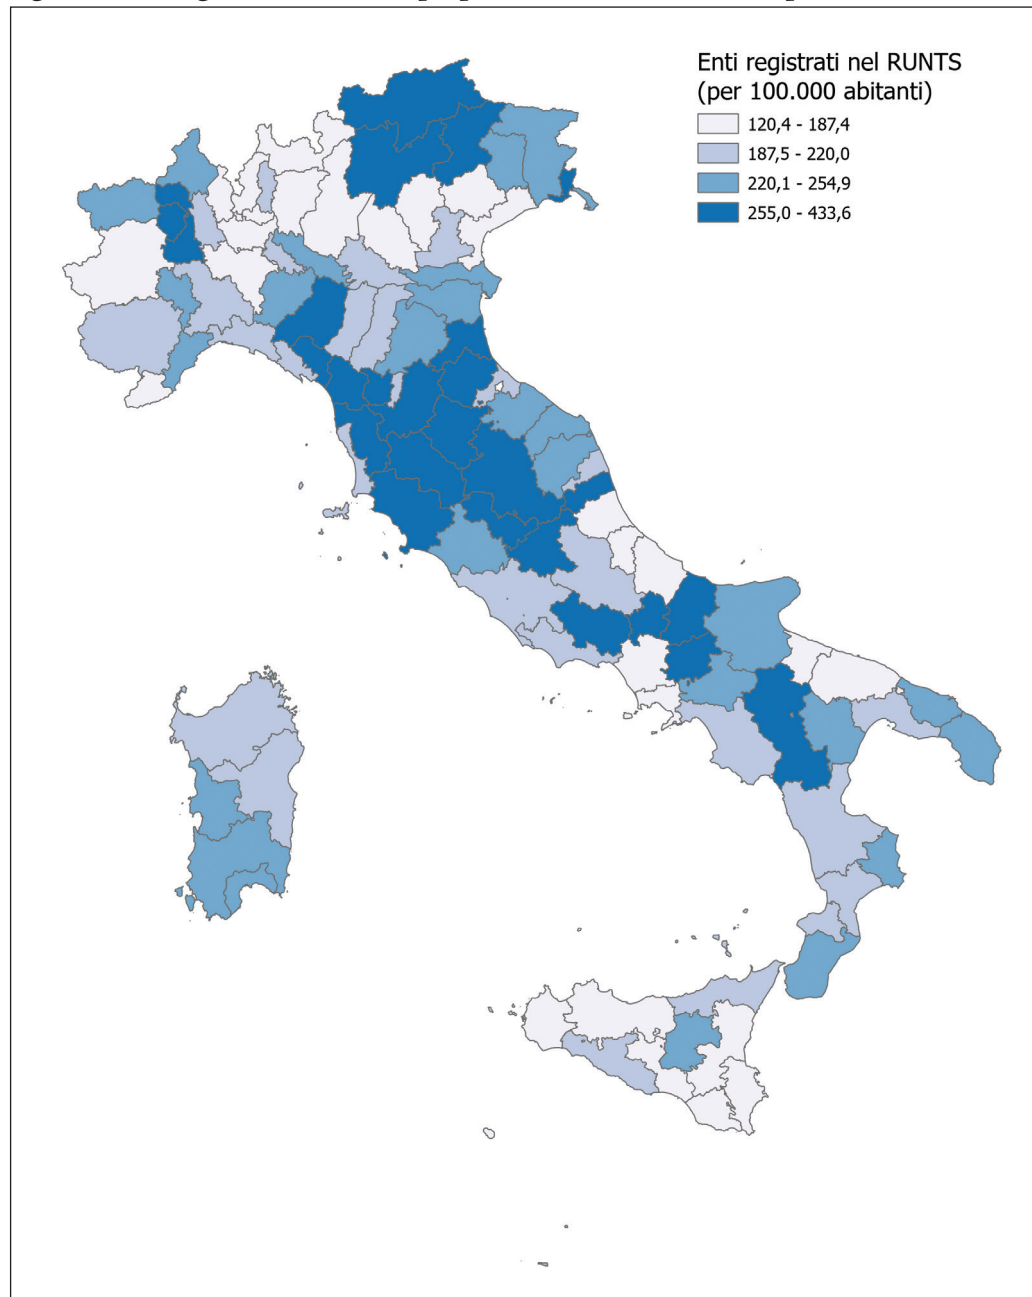 Enti registrati nel RUNTS
(per 100.000 abitanti)
120,4 - 187,4
187,5 - 220,0
220,1 - 254,9
255,0 - 433,6